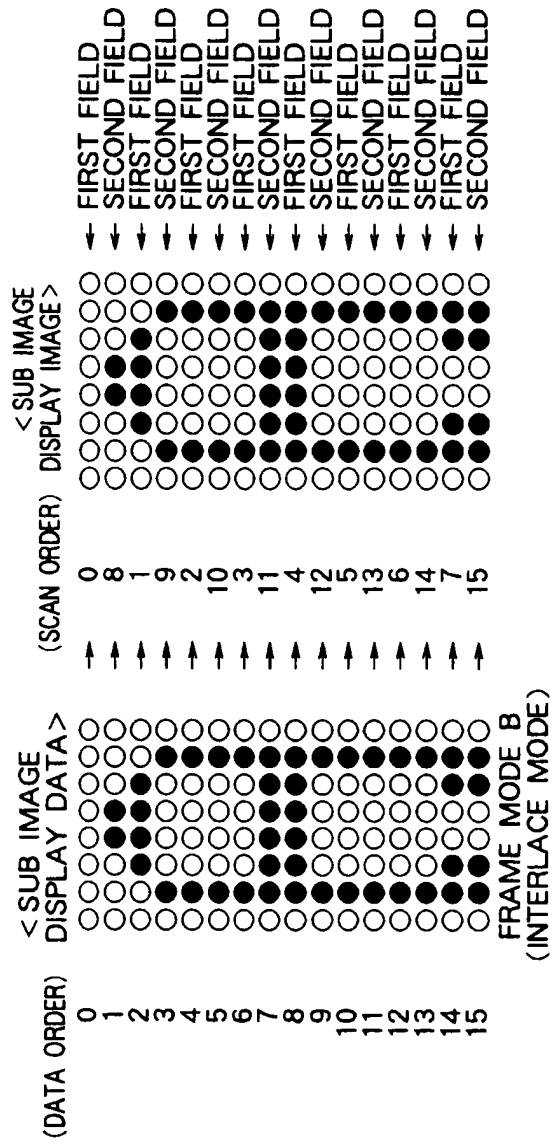 (DATA ORDER) < SUB IMAGE DISPLAY DATA> (SCAN ORDER) < SUB IMAGE DISPLAY IMAGE >
0 0 FIRST FIELD
1 8 SECOND FIELD
2 1 FIRST FIELD
3 9 SECOND FIELD
4 2 FIRST FIELD
5 10 SECOND FIELD
6 3 FIRST FIELD
7 11 SECOND FIELD
8 4 FIRST FIELD
9 12 SECOND FIELD
10 5 FIRST FIELD
11 13 SECOND FIELD
12 6 FIRST FIELD
13 14 SECOND FIELD
14 7 FIRST FIELD
15 15 SECOND FIELD
FRAME MODE B
(INTERLACE MODE)